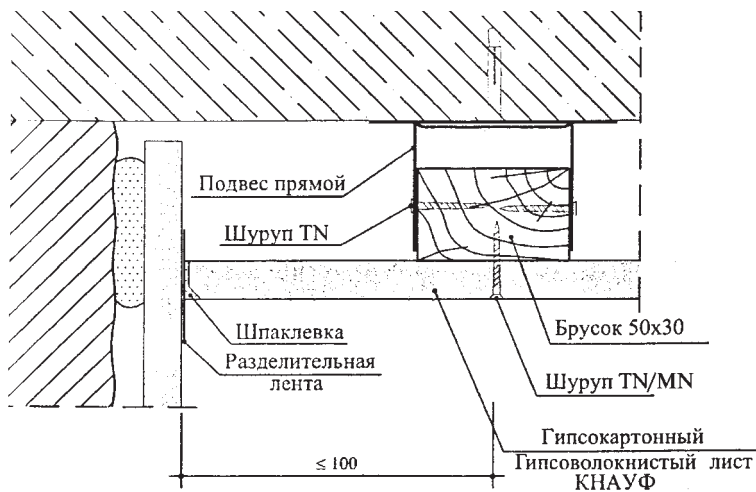 Подвес прямой
Шуруп TN
Шпаклевка
Разделительная
лента
Брусок 50х30
Шуруп TN/MN
≤ 100
Гипсокартонный
Гипсоволокнистый лист
КНАУФ